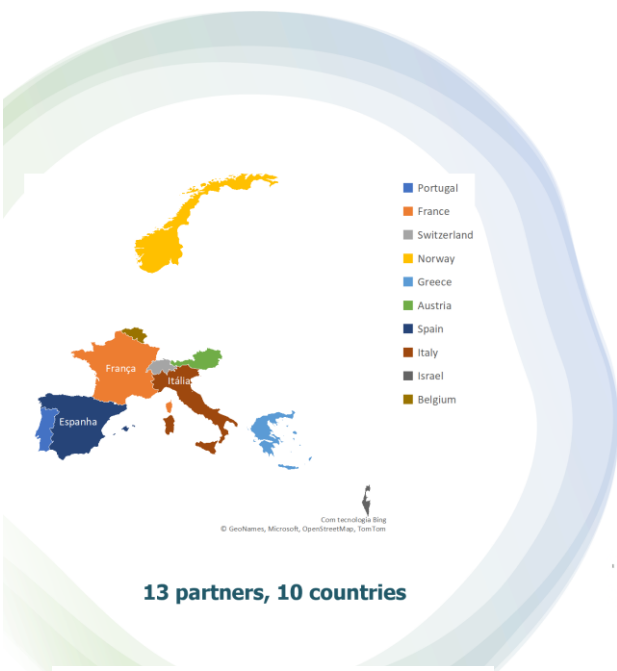 Portugal
France
Switzerland
Norway
Greece
Austria
Spain
Italy
Israel
Belgium
França
Itália
Espanha
Com tecnologia Bing
© GeoNames, Microsoft, OpenStreetMap, TomTom
13 partners, 10 countries